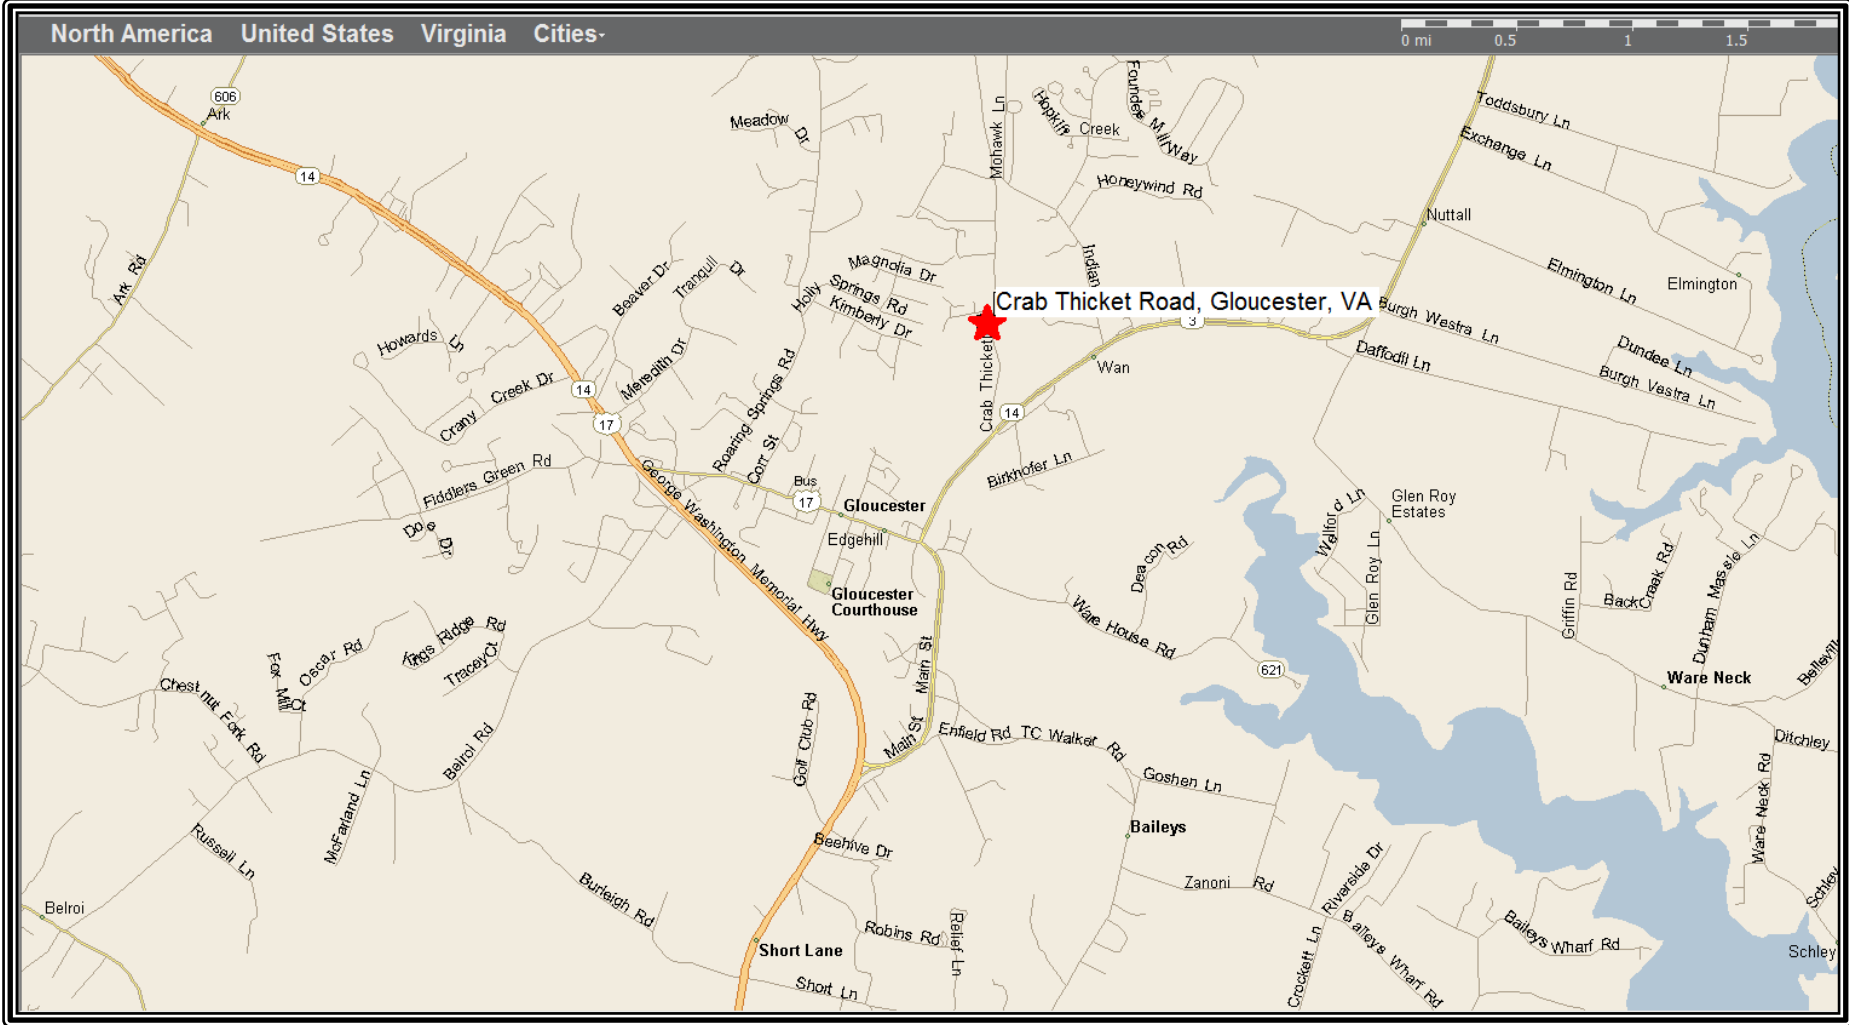 North America United States Virginia Cities
0 mi 0.5 1 1.5
606
Ark
14
Ark Rd
Meadow Dr
Mohawk Ln
Hopkin
Creek
Foundes Mill Way
Honeywind Rd
Toddsbury Ln
Exchange Ln
Nuttall
Elmington Ln
Elmington
Indian
Magnolia Dr
Holly Springs Rd
Kimberly Dr
Beaver Dr
Tranquil Dr
Crab Thicket Road, Gloucester, VA
3
Burgh Westra Ln
Daffodil Ln
Dundee Ln
Burgh Vestra Ln
Howards Ln
Creek Dr
Crany
Meredith Dr
14
17
Roaring Springs Rd
Corr St
Crab Thicket
Wan
14
Birkhofer Ln
Fiddlers Green Rd
Doe Dr
George Washington Memorial Hwy
Bus
17
Gloucester
Edgehill
Gloucester
Courthouse
Walford Ln
Glen Roy
Estates
Glen Roy Ln
Deacon Rd
Ware House Rd
621
Griffin Rd
Back Creek Rd
Dunham Massie Ln
Ware Neck
Bellevill
Kings Ridge Rd
Tracey Ct
Oscar Rd
Fox Mill Ct
Chestnut Fork Rd
Beirol Rd
McFarland Ln
Russell Ln
Belroi
Golf Club Rd
Main St
Main St
Enfield Rd
TC Walker Rd
Goshen Ln
Baileys
Ditchley
Ware Neck Rd
Beehive Dr
Burleigh Rd
Short Lane
Short Ln
Robins Rd
Relief Ln
Zanoni Rd
Riverside Dr
Crockett Ln
Baileys Wharf Rd
Baileys Wharf Rd
Schley
Schley